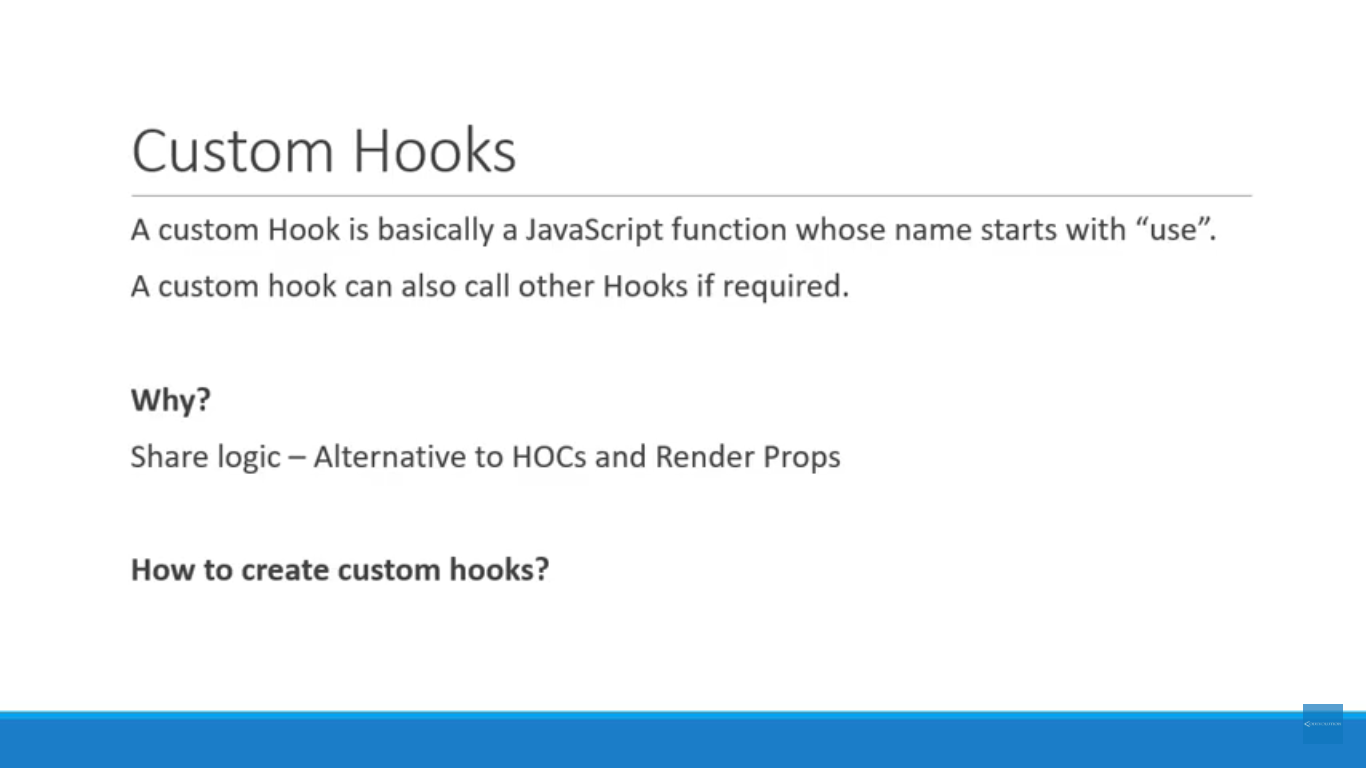 Custom Hooks
A custom Hook is basically a JavaScript function whose name starts with “use”.
A custom hook can also call other Hooks if required.
Why?
Share logic – Alternative to HOCs and Render Props
How to create custom hooks?